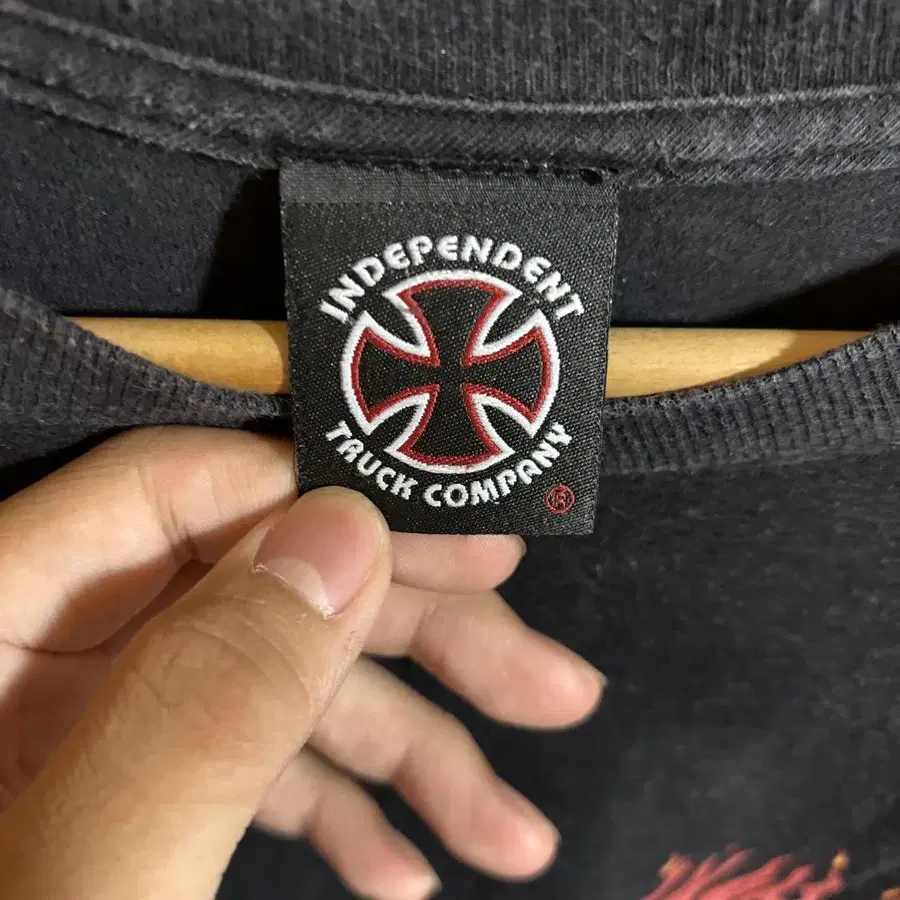 INDEPENDENT
TRUCK COMPANY
®